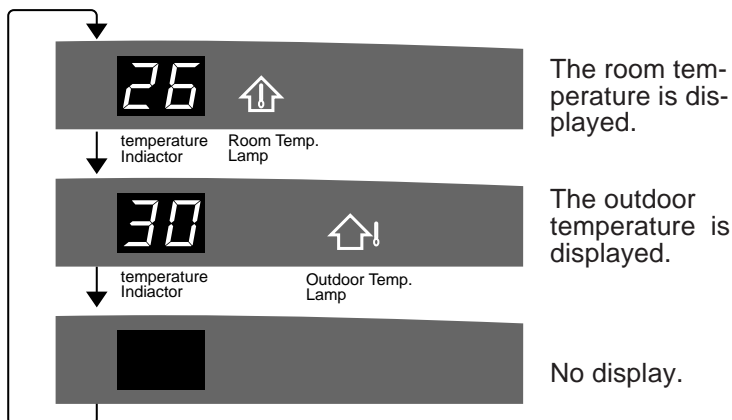 26
The room tem-
perature is dis-
played.
temperature
Indiactor
Room Temp.
Lamp
30
The outdoor
temperature is
displayed.
temperature
Indiactor
Outdoor Temp.
Lamp
No display.